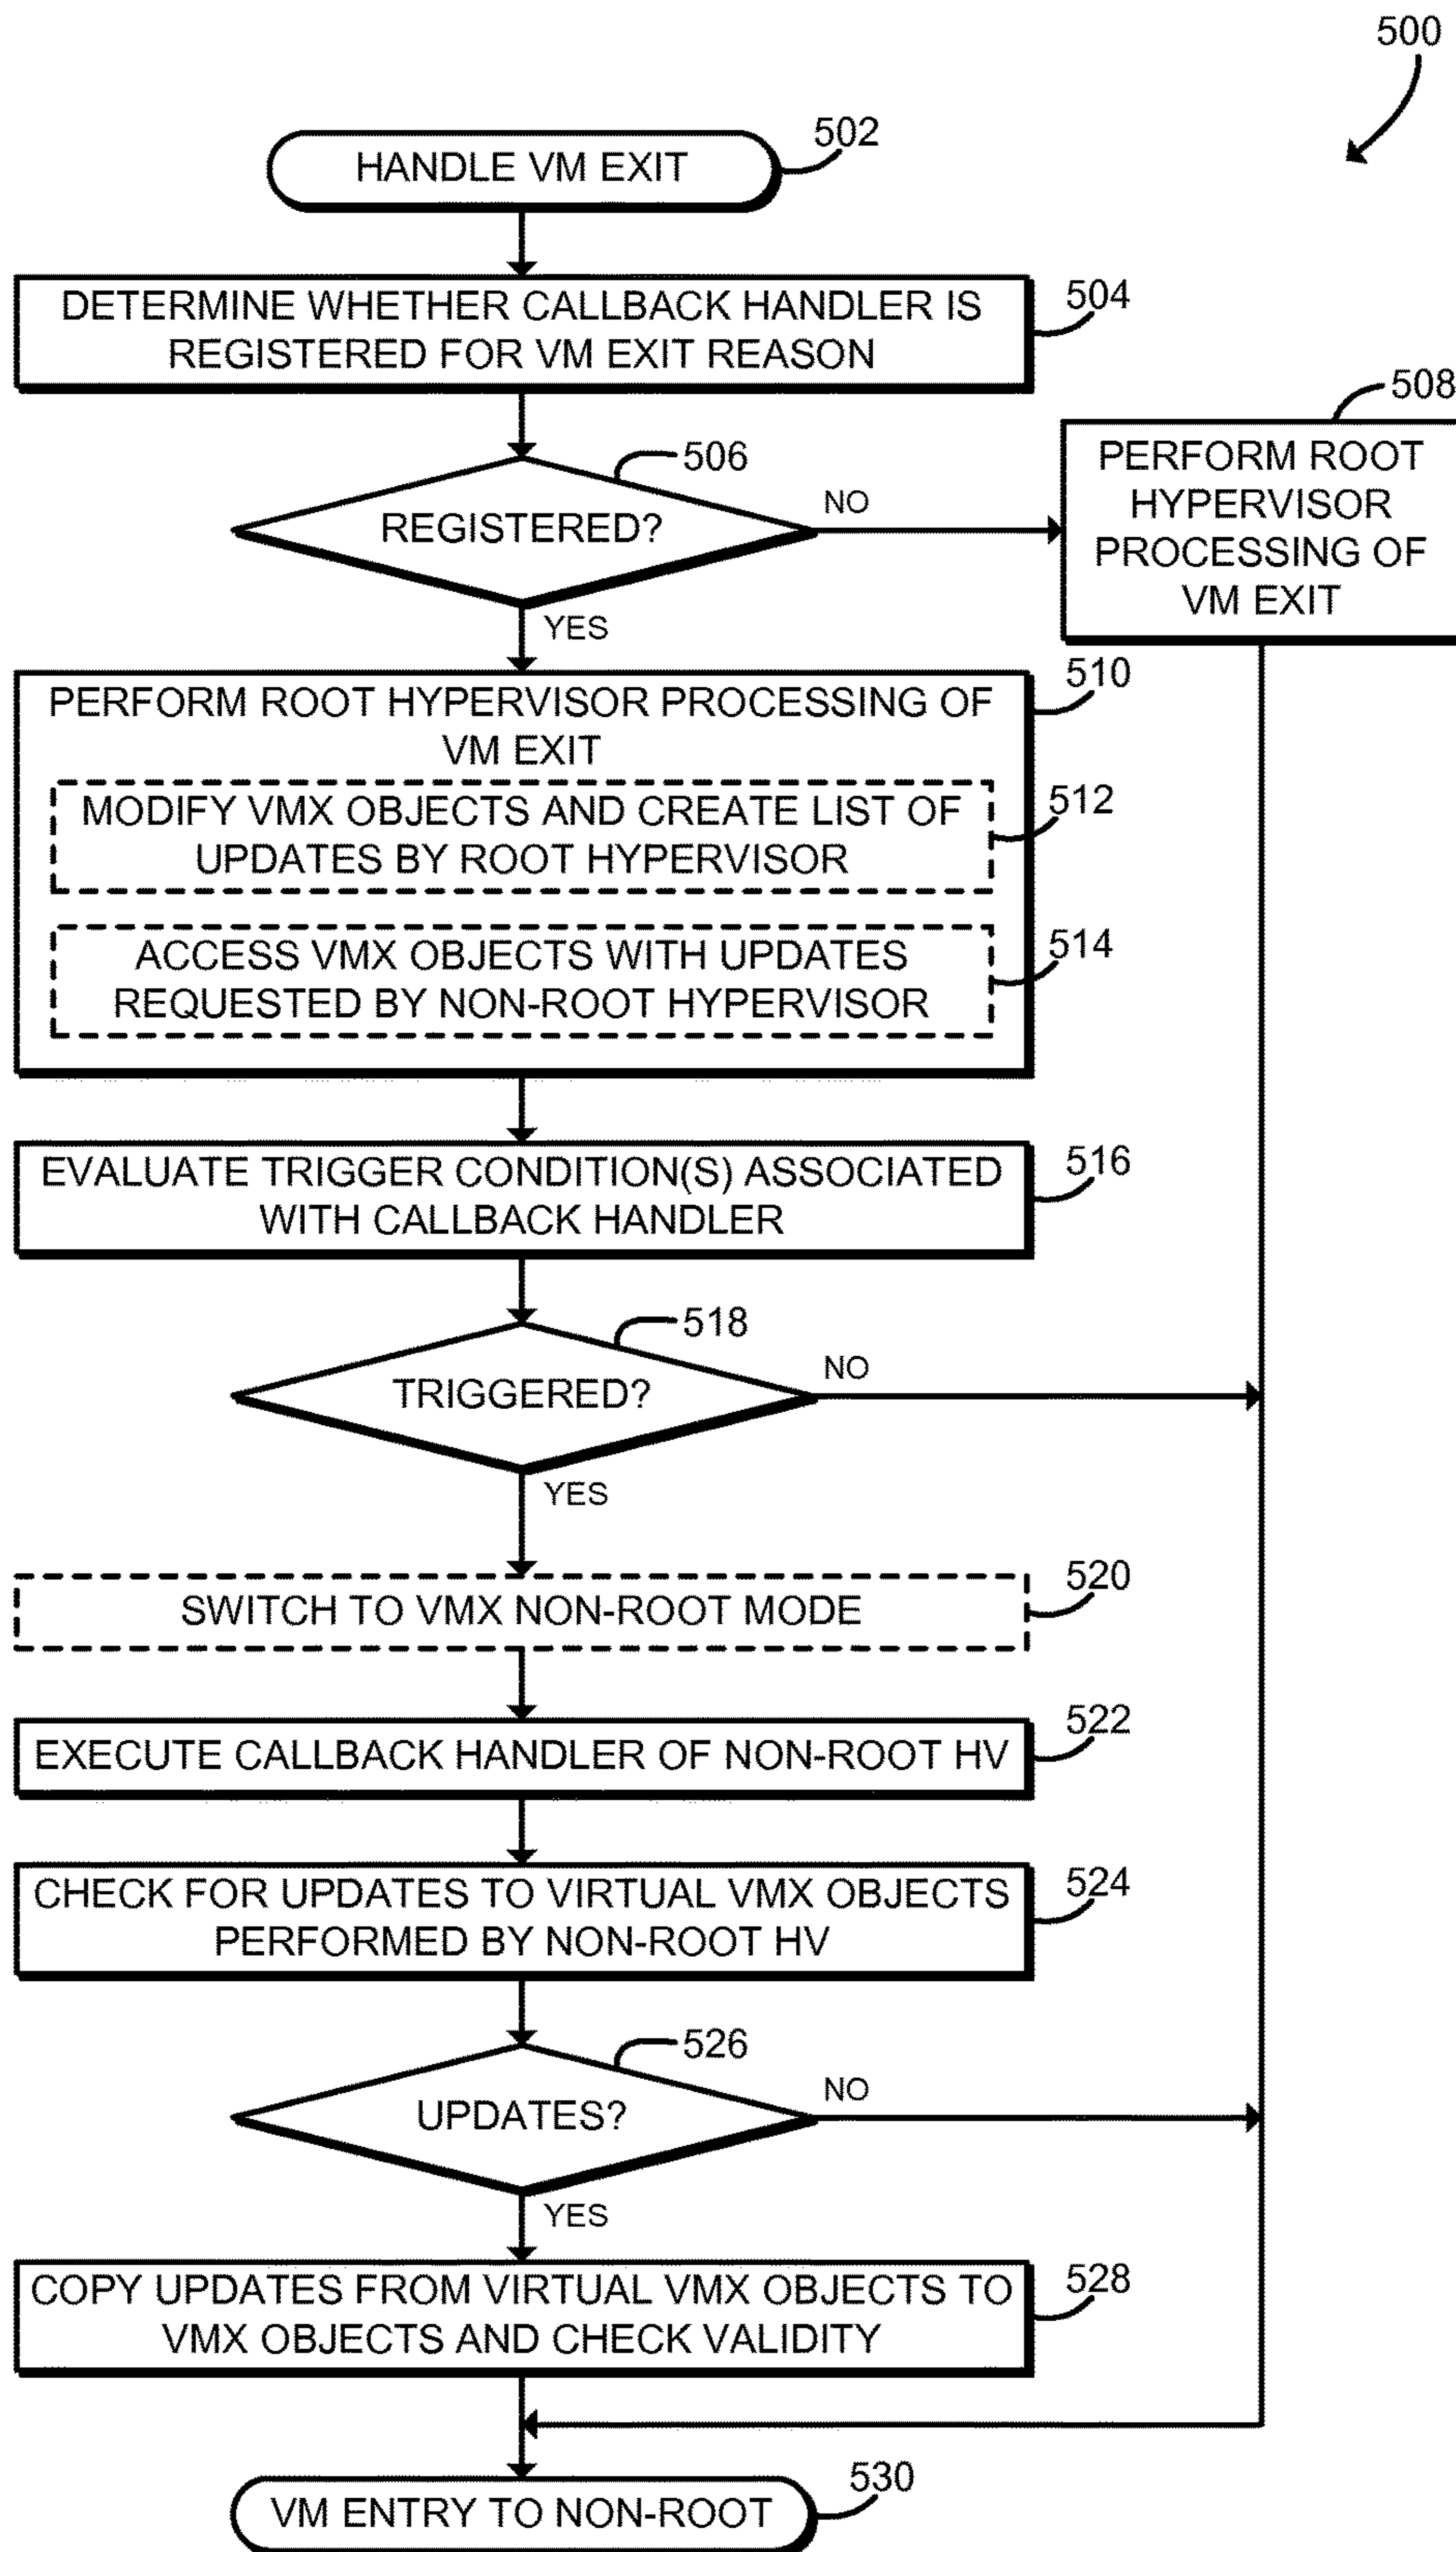 500
HANDLE VM EXIT
502
DETERMINE WHETHER CALLBACK HANDLER IS
REGISTERED FOR VM EXIT REASON
504
506
REGISTERED?
NO
YES
508
PERFORM ROOT
HYPERVISOR
PROCESSING OF
VM EXIT
PERFORM ROOT HYPERVISOR PROCESSING OF
VM EXIT
510
MODIFY VMX OBJECTS AND CREATE LIST OF
UPDATES BY ROOT HYPERVISOR
512
ACCESS VMX OBJECTS WITH UPDATES
REQUESTED BY NON-ROOT HYPERVISOR
514
EVALUATE TRIGGER CONDITION(S) ASSOCIATED
WITH CALLBACK HANDLER
516
518
TRIGGERED?
NO
YES
SWITCH TO VMX NON-ROOT MODE
520
EXECUTE CALLBACK HANDLER OF NON-ROOT HV
522
CHECK FOR UPDATES TO VIRTUAL VMX OBJECTS
PERFORMED BY NON-ROOT HV
524
526
UPDATES?
NO
YES
COPY UPDATES FROM VIRTUAL VMX OBJECTS TO
VMX OBJECTS AND CHECK VALIDITY
528
VM ENTRY TO NON-ROOT
530